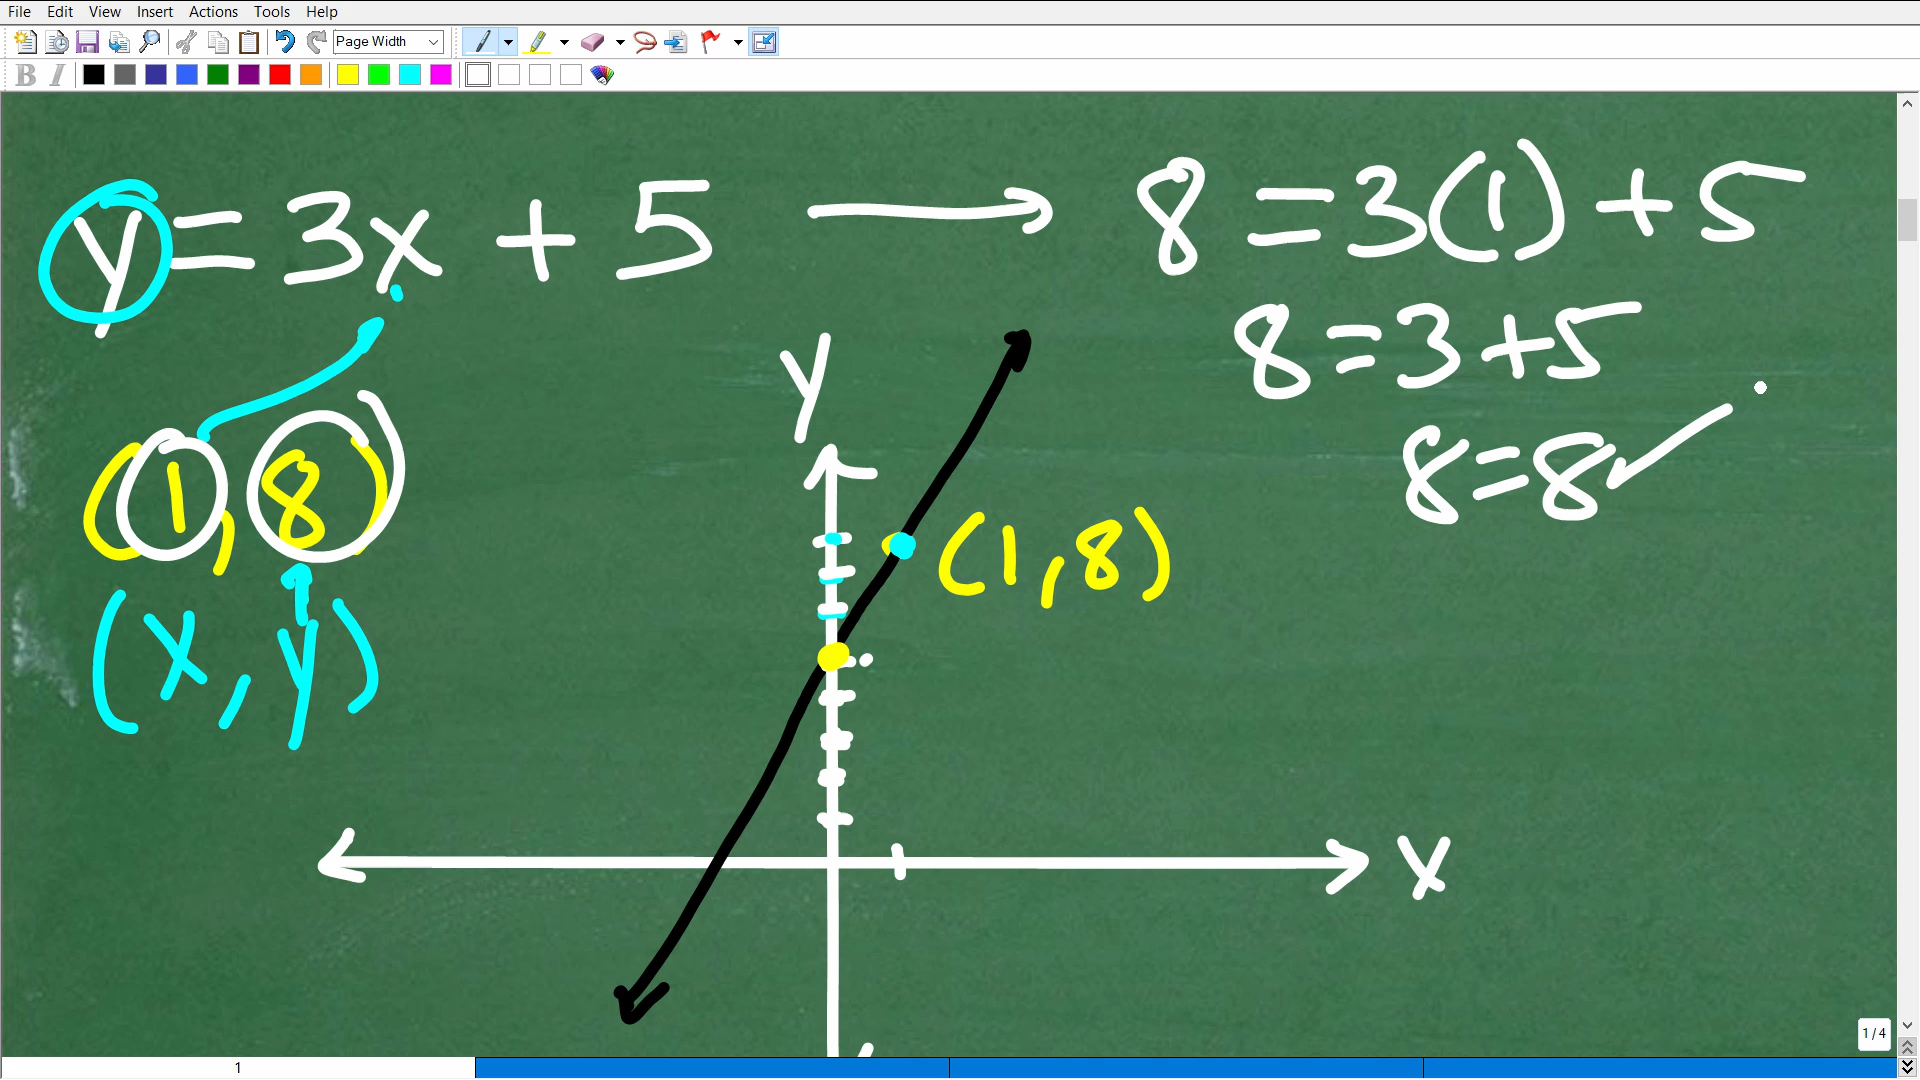 File Edit View Insert Actions Tools Help
Page Width
B I
y = 3x + 5 → 8 = 3(1) + 5
8 = 3 + 5
8 = 8 ✓
(1, 8)
(x, y)
y
(1, 8)
x
1 / 4
1